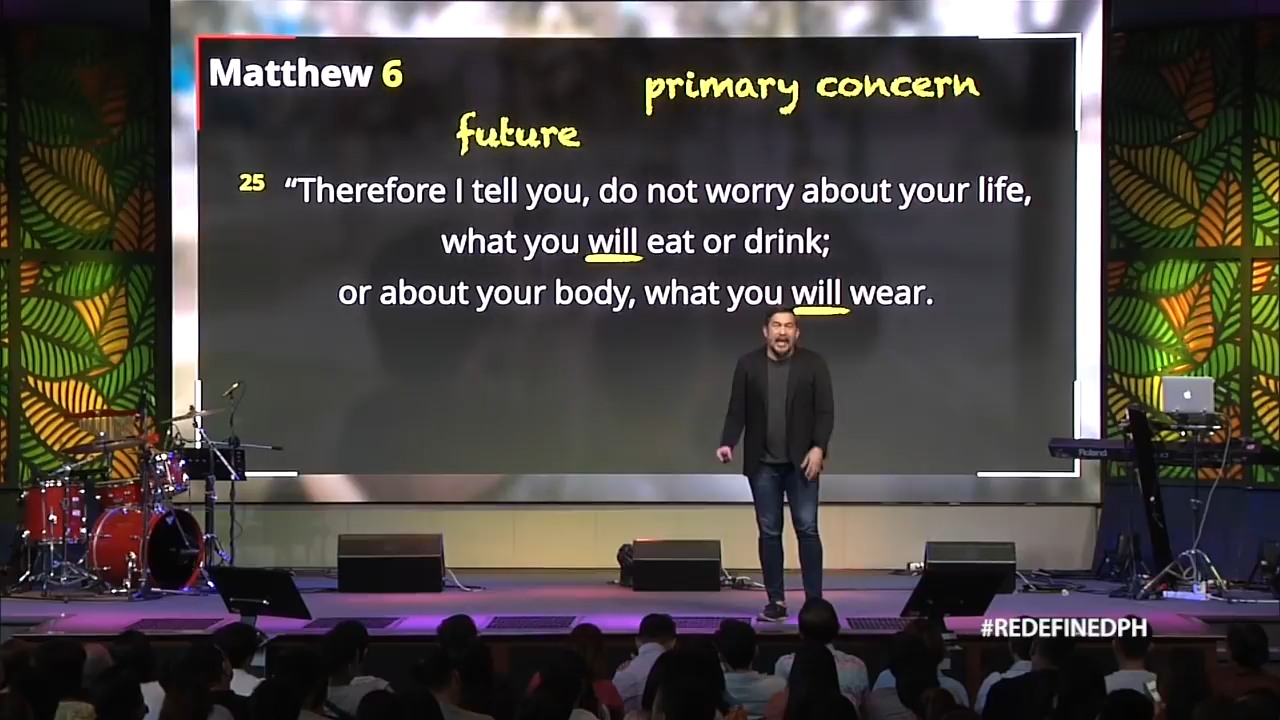 Matthew 6
primary concern
future
25 “Therefore I tell you, do not worry about your life,
what you will eat or drink;
or about your body, what you will wear.
Roland
#REDEFINEDPH